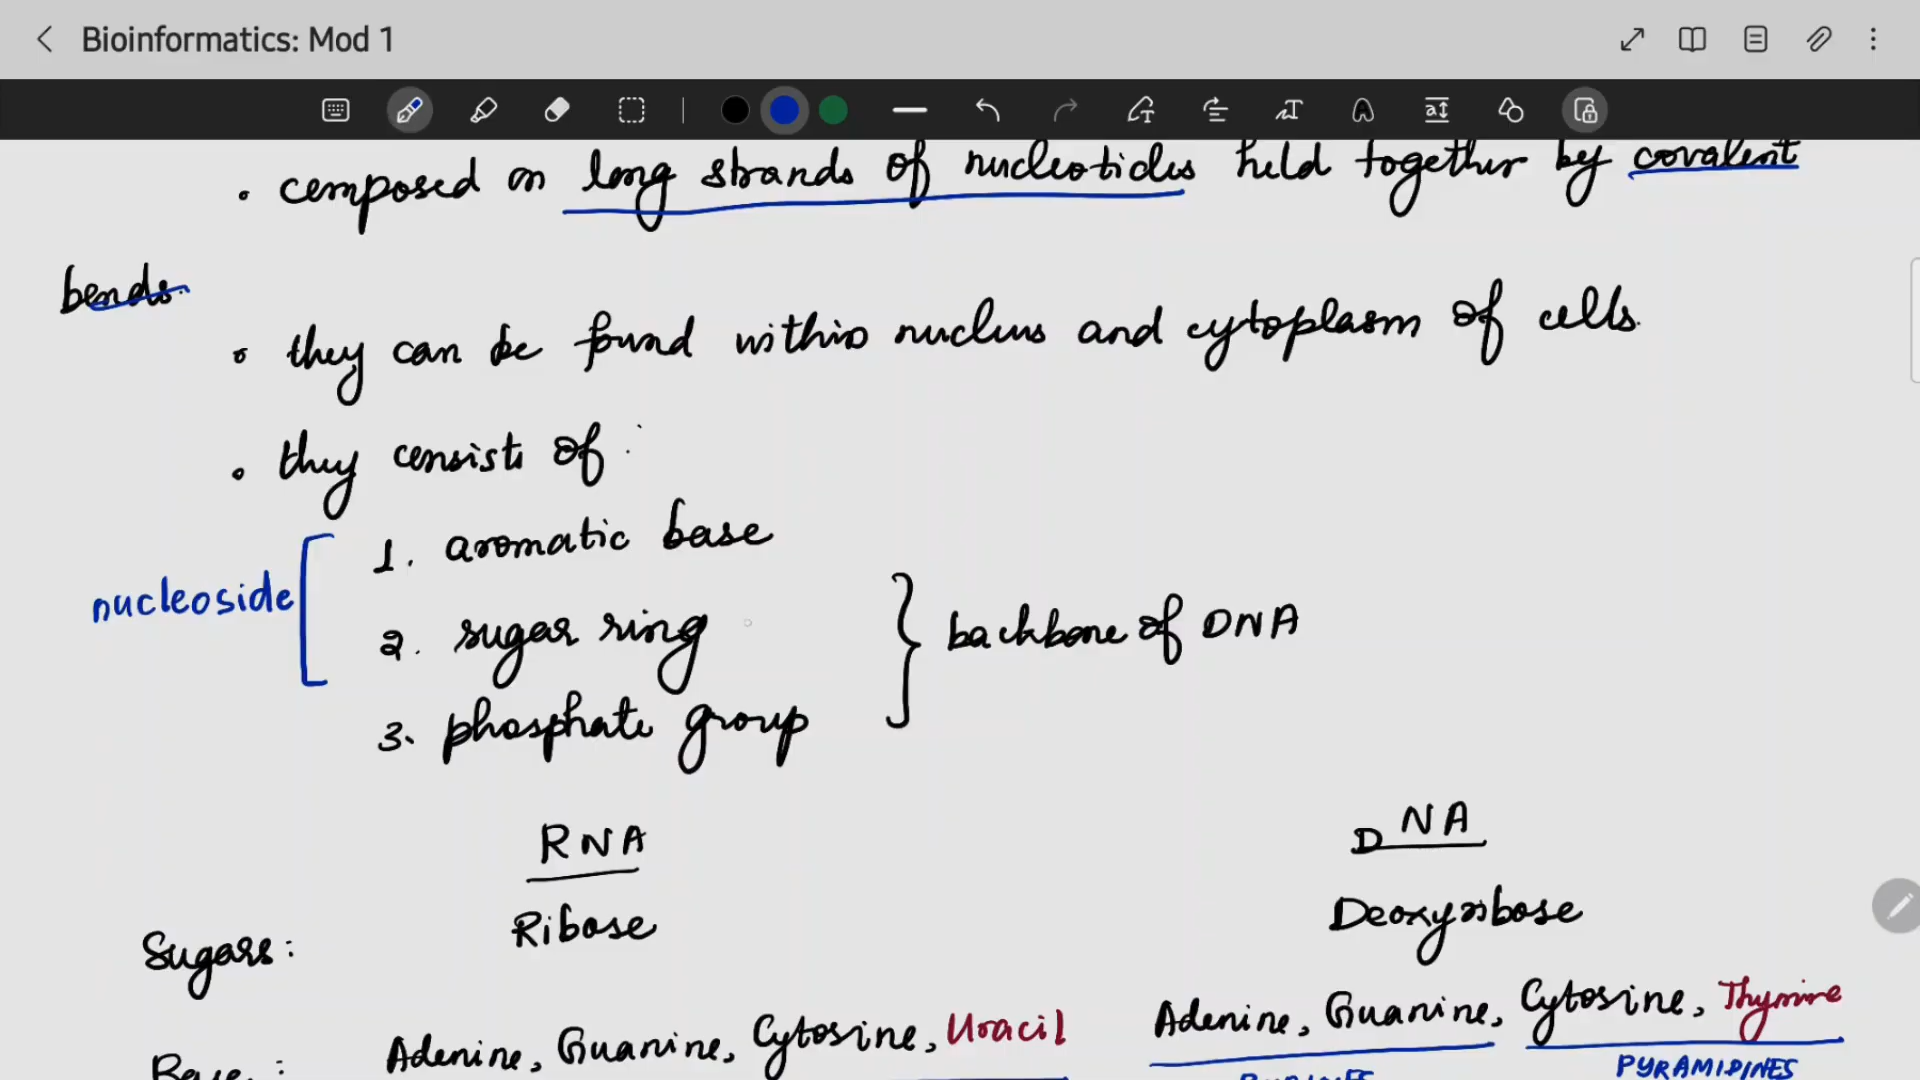 Bioinformatics: Mod 1
. composed on long strands of nucleotides held together by covalent
bonds.
• they can be found within nucleus and cytoplasm of cells.
• they consists of :
1. aromatic base
nucleoside
2. sugar ring
backbone of DNA
3. phosphate group
RNA DNA
Sugars: Ribose Deoxyribose
Base : Adenine, Guanine, Cytosine, Uracil Adenine, Guanine, Cytosine, Thymine
PYRAMIDINES